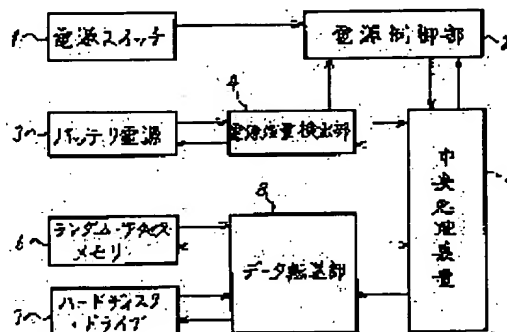 1
電源スイッチ
電源制御部
2
3
バッテリ電源
4
電源残量検出部
中央処理装置
6
ランダム・アクセス
メモリ
8
データ転送部
7
ハードディスク
・ドライブ